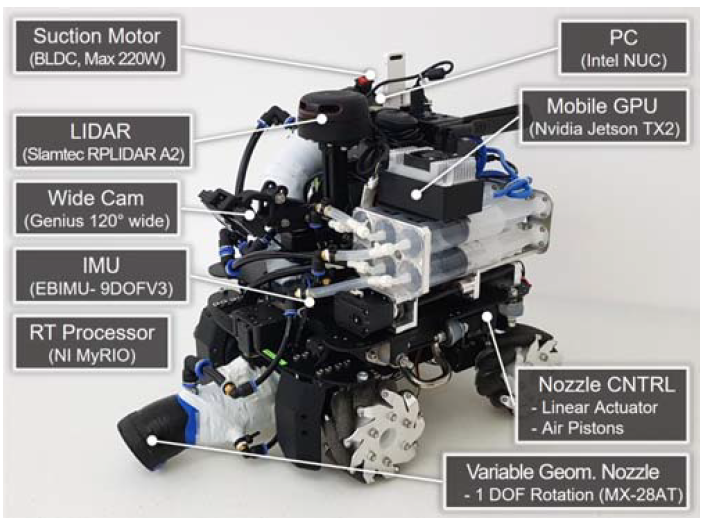 Suction Motor
(BLDC, Max 220W)
PC
(Intel NUC)
LIDAR
(Slamtec RPLIDAR A2)
Mobile GPU
(Nvidia Jetson TX2)
Wide Cam
(Genius 120° wide)
IMU
(EBIMU- 9DOFV3)
RT Processor
(NI MyRIO)
Nozzle CNTRL
- Linear Actuator
- Air Pistons
Variable Geom. Nozzle
- 1 DOF Rotation (MX-28AT)